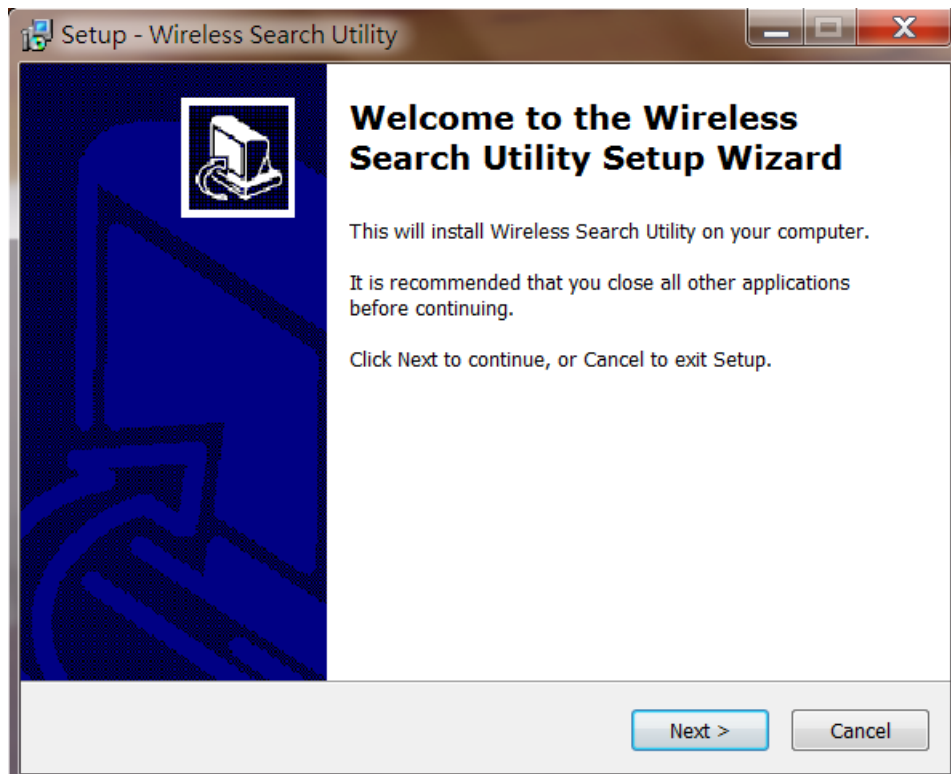 Setup - Wireless Search Utility
Welcome to the Wireless
Search Utility Setup Wizard
This will install Wireless Search Utility on your computer.
It is recommended that you close all other applications
before continuing.
Click Next to continue, or Cancel to exit Setup.
Next >
Cancel